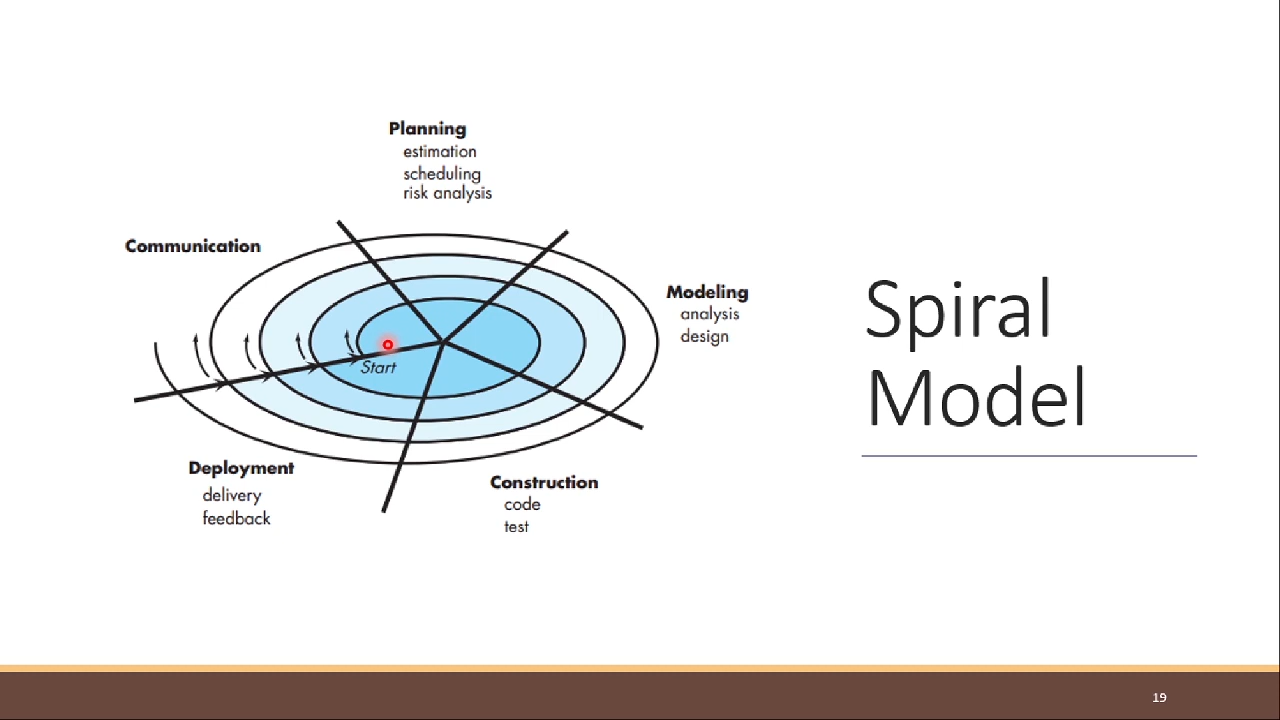 Planning
estimation
scheduling
risk analysis
Communication
Modeling
analysis
design
Start
Deployment
delivery
feedback
Construction
code
test
Spiral
Model
19